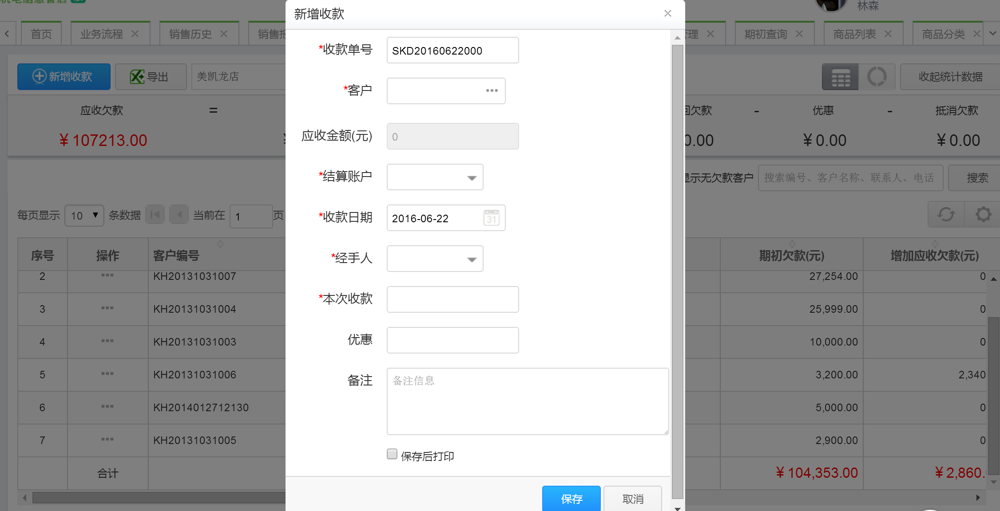 新增收款
林森
首页
业务流程
销售历史
销售
管理
期初查询
商品列表
商品分类
新增收款
导出
美凯龙店
收起统计数据
应收欠款
=
回欠款
-
优惠
-
抵消欠款
¥ 107213.00
0.00
¥ 0.00
¥ 0.00
显示无欠款客户
搜索编号、客户名称、联系人、电话
搜索
每页显示
10
条数据
当前在
1
页
序号
操作
客户编号
期初欠款(元)
增加应收欠款(元)
2 ••• KH20131031007 27,254.00 0
3 ••• KH20131031004 25,999.00 0
4 ••• KH20131031003 10,000.00 0
5 ••• KH20131031006 3,200.00 2,340
6 ••• KH2014012712130 5,000.00 0
7 ••• KH20131031005 2,900.00 0
合计 ¥ 104,353.00 ¥ 2,860.
*收款单号
SKD20160622000
*客户
•••
应收金额(元)
0
*结算账户
*收款日期
2016-06-22
31
*经手人
*本次收款
优惠
备注
备注信息
保存后打印
保存
取消